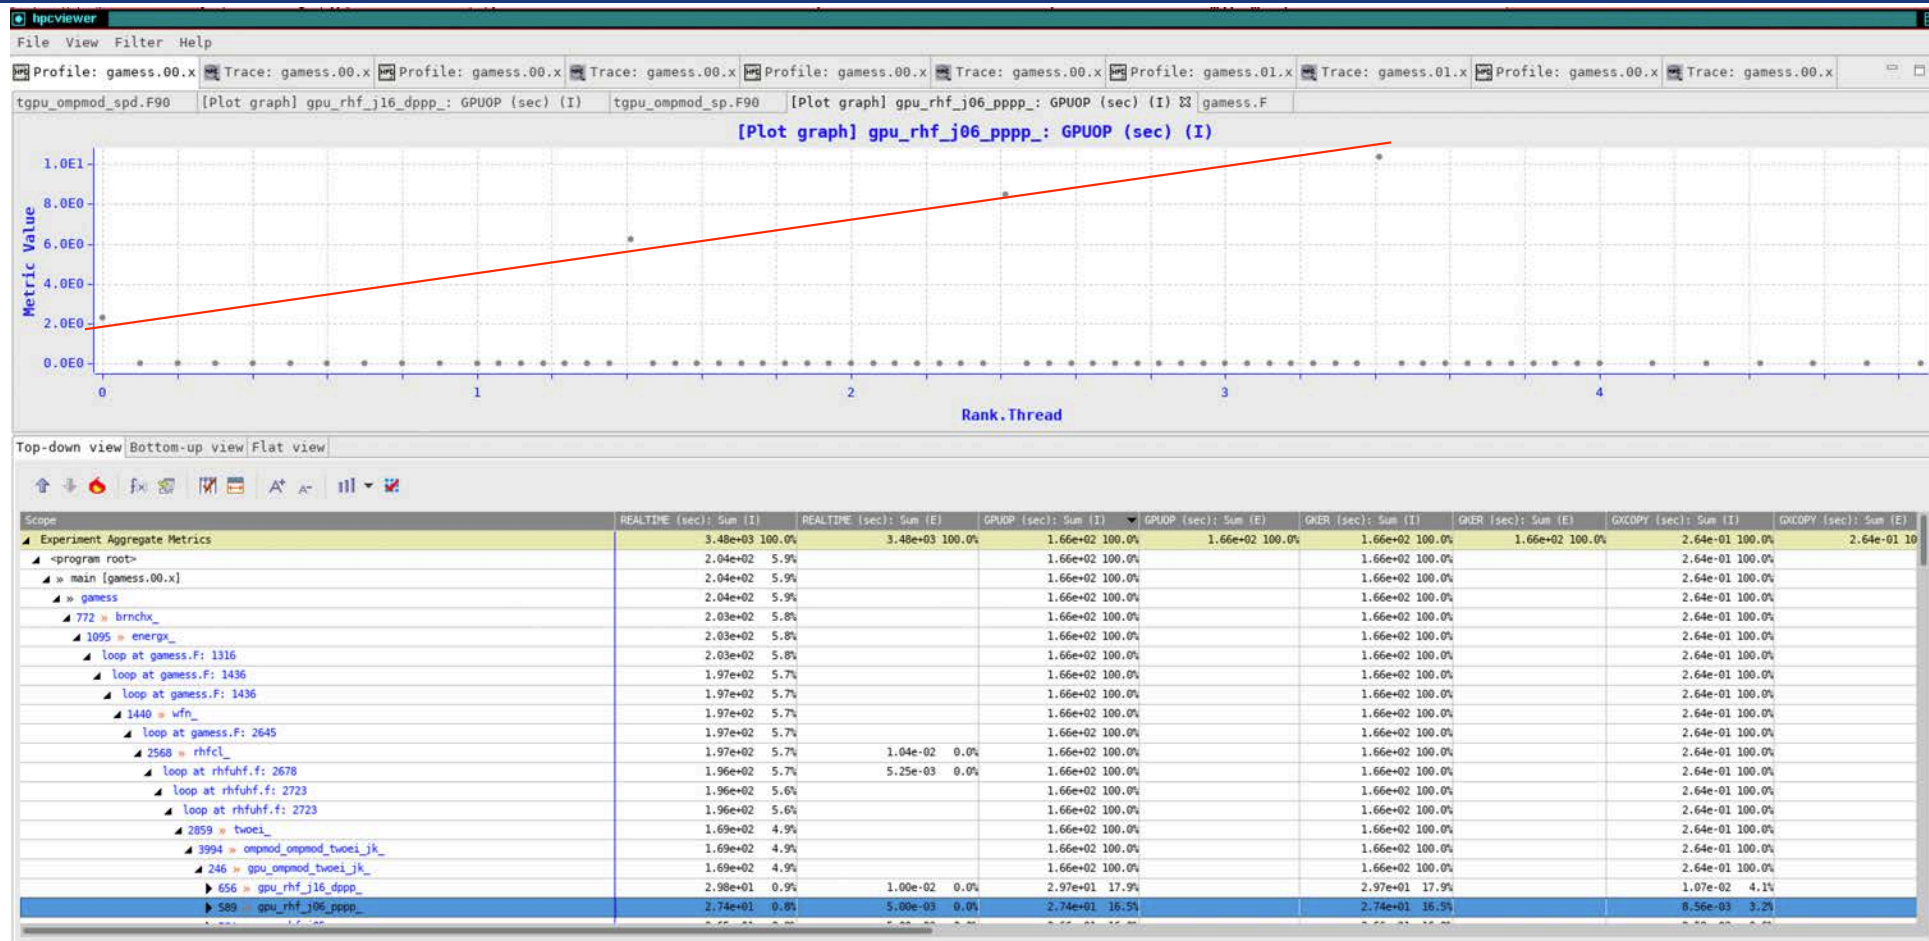 hpcviewer
File View Filter Help
Profile: gamess.00.x Trace: gamess.00.x Profile: gamess.00.x Trace: gamess.00.x Profile: gamess.00.x Trace: gamess.00.x Profile: gamess.01.x Trace: gamess.01.x Profile: gamess.00.x Trace: gamess.00.x
tgpu_ompmod_spd.F90 [Plot graph] gpu_rhf_j16_dppp_: GPUOP (sec) (I) tgpu_ompmod_sp.F90 [Plot graph] gpu_rhf_j06_pppp_: GPUOP (sec) (I) gamess.F
[Plot graph] gpu_rhf_j06_pppp_: GPUOP (sec) (I)
1.0E1
8.0E0
6.0E0
4.0E0
2.0E0
0.0E0
Metric Value
0 1 2 3 4
Rank.Thread
Top-down view Bottom-up view Flat view
Scope REALTIME (sec): Sum (I) REALTIME (sec): Sum (E) GPUOP (sec): Sum (I) GPUOP (sec): Sum (E) GKER (sec): Sum (I) GKER (sec): Sum (E) GXCOPY (sec): Sum (I) GXCOPY (sec): Sum (E)
Experiment Aggregate Metrics 3.48e+03 100.0% 3.48e+03 100.0% 1.66e+02 100.0% 1.66e+02 100.0% 1.66e+02 100.0% 1.66e+02 100.0% 2.64e-01 100.0% 2.64e-01 10
<program root> 2.04e+02 5.9% 1.66e+02 100.0% 1.66e+02 100.0% 2.64e-01 100.0%
» main [gamess.00.x] 2.04e+02 5.9% 1.66e+02 100.0% 1.66e+02 100.0% 2.64e-01 100.0%
» gamess 2.04e+02 5.9% 1.66e+02 100.0% 1.66e+02 100.0% 2.64e-01 100.0%
772 » brnchx_ 2.03e+02 5.8% 1.66e+02 100.0% 1.66e+02 100.0% 2.64e-01 100.0%
1095 » energx_ 2.03e+02 5.8% 1.66e+02 100.0% 1.66e+02 100.0% 2.64e-01 100.0%
loop at gamess.F: 1316 2.03e+02 5.8% 1.66e+02 100.0% 1.66e+02 100.0% 2.64e-01 100.0%
loop at gamess.F: 1436 1.97e+02 5.7% 1.66e+02 100.0% 1.66e+02 100.0% 2.64e-01 100.0%
loop at gamess.F: 1436 1.97e+02 5.7% 1.66e+02 100.0% 1.66e+02 100.0% 2.64e-01 100.0%
1440 » wfn_ 1.97e+02 5.7% 1.66e+02 100.0% 1.66e+02 100.0% 2.64e-01 100.0%
loop at gamess.F: 2645 1.97e+02 5.7% 1.66e+02 100.0% 1.66e+02 100.0% 2.64e-01 100.0%
2568 » rhfcl_ 1.97e+02 5.7% 1.04e-02 0.0% 1.66e+02 100.0% 1.66e+02 100.0% 2.64e-01 100.0%
loop at rhfuhf.f: 2678 1.96e+02 5.7% 5.25e-03 0.0% 1.66e+02 100.0% 1.66e+02 100.0% 2.64e-01 100.0%
loop at rhfuhf.f: 2723 1.96e+02 5.6% 1.66e+02 100.0% 1.66e+02 100.0% 2.64e-01 100.0%
loop at rhfuhf.f: 2723 1.96e+02 5.6% 1.66e+02 100.0% 1.66e+02 100.0% 2.64e-01 100.0%
2859 » twoei_ 1.69e+02 4.9% 1.66e+02 100.0% 1.66e+02 100.0% 2.64e-01 100.0%
3994 » ompmod_ompmod_twoei_jk_ 1.69e+02 4.9% 1.66e+02 100.0% 1.66e+02 100.0% 2.64e-01 100.0%
246 » gpu_ompmod_twoei_jk_ 1.69e+02 4.9% 1.66e+02 100.0% 1.66e+02 100.0% 2.64e-01 100.0%
656 » gpu_rhf_j16_dppp_ 2.98e+01 0.9% 1.00e-02 0.0% 2.97e+01 17.9% 2.97e+01 17.9% 1.07e-02 4.1%
589 » gpu_rhf_j06_pppp_ 2.74e+01 0.8% 5.00e-03 0.0% 2.74e+01 16.5% 2.74e+01 16.5% 8.56e-03 3.2%